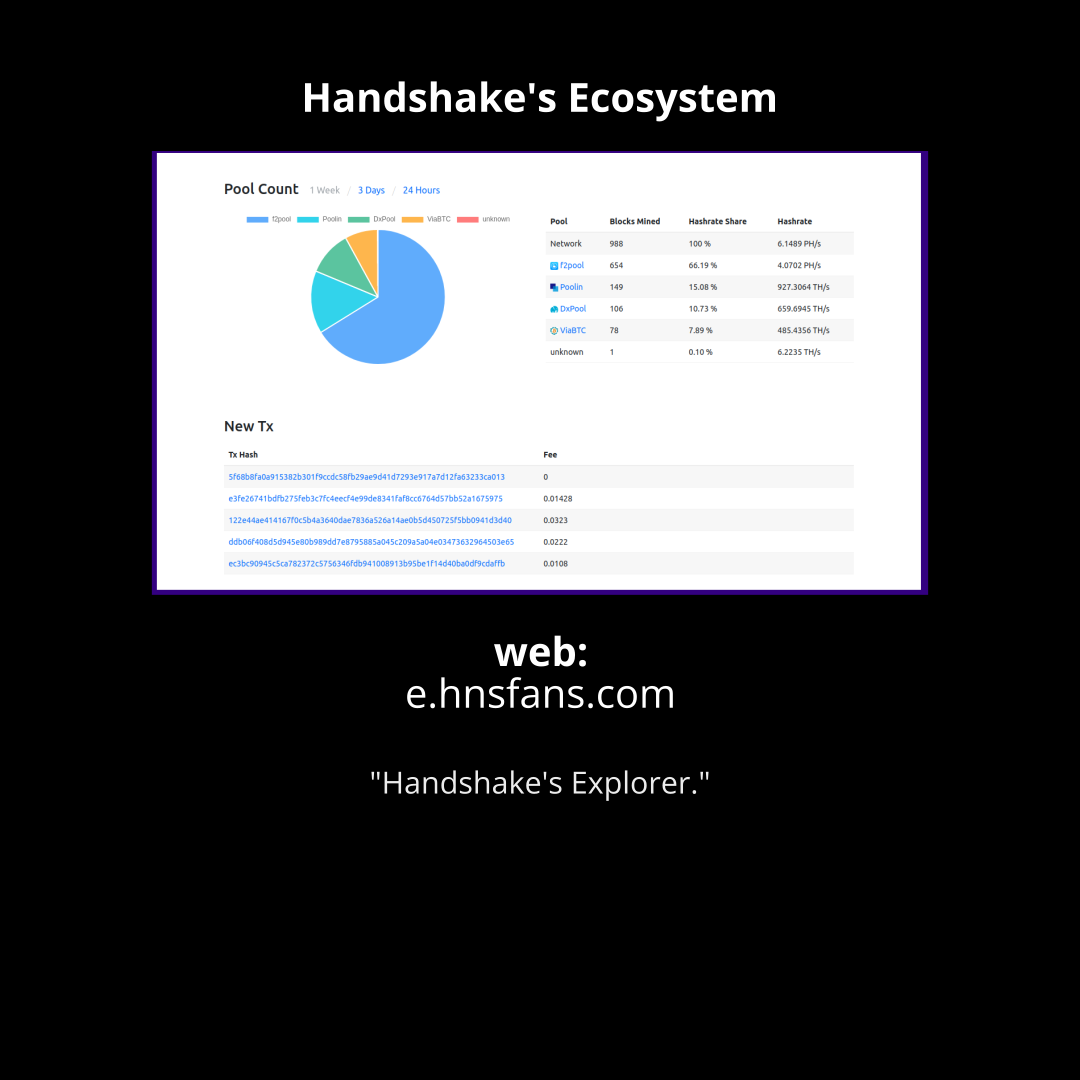 Handshake's Ecosystem
Pool Count 1 Week / 3 Days / 24 Hours
f2pool Poolin DxPool ViaBTC unknown
Pool Blocks Mined Hashrate Share Hashrate
Network 988 100 % 6.1489 PH/s
f2pool 654 66.19 % 4.0702 PH/s
Poolin 149 15.08 % 927.3064 TH/s
DxPool 106 10.73 % 659.6945 TH/s
ViaBTC 78 7.89 % 485.4356 TH/s
unknown 1 0.10 % 6.2235 TH/s
New Tx
Tx Hash Fee
5f68b8fa0a915382b301f9ccdc58fb29ae9d41d7293e917a7d12fa63233ca013 0
e3fe26741bdfb275feb3c7fc4eecf4e99de8341faf8cc6764d57bb52a1675975 0.01428
122e44ae414167f0c5b4a3640dae7836a526a14ae0b5d450725f5bb0941d3d40 0.0323
ddb06f408d5d945e80b989dd7e8795885a045c209a5a04e03473632964503e65 0.0222
ec3bc90945c5ca782372c5756346fdb941008913b95be1f14d40ba0df9cdaffb 0.0108
web:
e.hnsfans.com
"Handshake's Explorer."